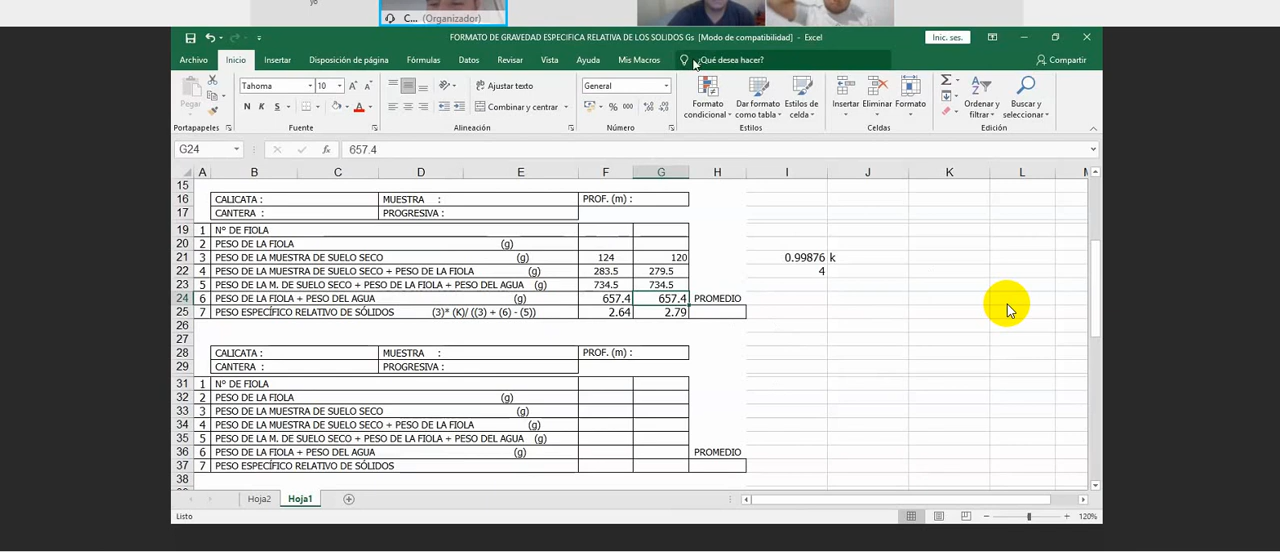 yo
C... (Organizador)
FORMATO DE GRAVEDAD ESPECIFICA RELATIVA DE LOS SOLIDOS Gs [Modo de compatibilidad] - Excel
Inic. ses.
Archivo Inicio Insertar Disposición de página Fórmulas Datos Revisar Vista Ayuda Mis Macros ¿Qué desea hacer? Compartir
Pegar
Tahoma 10
N K S
Ajustar texto
Combinar y centrar
General
% 000
Formato condicional
Dar formato como tabla
Estilos de celda
Insertar Eliminar Formato
Ordenar y filtrar
Buscar y seleccionar
Portapapeles Fuente Alineación Número Estilos Celdas Edición
G24 fx 657.4
A B C D E F G H I J K L M
15
16 CALICATA : MUESTRA : PROF. (m) :
17 CANTERA : PROGRESIVA :
19 1 N° DE FIOLA
20 2 PESO DE LA FIOLA (g)
21 3 PESO DE LA MUESTRA DE SUELO SECO (g) 124 120 0.99876 k
22 4 PESO DE LA MUESTRA DE SUELO SECO + PESO DE LA FIOLA (g) 283.5 279.5 4
23 5 PESO DE LA M. DE SUELO SECO + PESO DE LA FIOLA + PESO DEL AGUA (g) 734.5 734.5
24 6 PESO DE LA FIOLA + PESO DEL AGUA (g) 657.4 657.4 PROMEDIO
25 7 PESO ESPECÍFICO RELATIVO DE SÓLIDOS (3)* (K)/ ((3) + (6) - (5)) 2.64 2.79
26
27
28 CALICATA : MUESTRA : PROF. (m) :
29 CANTERA : PROGRESIVA :
31 1 N° DE FIOLA
32 2 PESO DE LA FIOLA (g)
33 3 PESO DE LA MUESTRA DE SUELO SECO (g)
34 4 PESO DE LA MUESTRA DE SUELO SECO + PESO DE LA FIOLA (g)
35 5 PESO DE LA M. DE SUELO SECO + PESO DE LA FIOLA + PESO DEL AGUA (g)
36 6 PESO DE LA FIOLA + PESO DEL AGUA (g) PROMEDIO
37 7 PESO ESPECÍFICO RELATIVO DE SÓLIDOS
38
Hoja2 Hoja1
Listo 120%